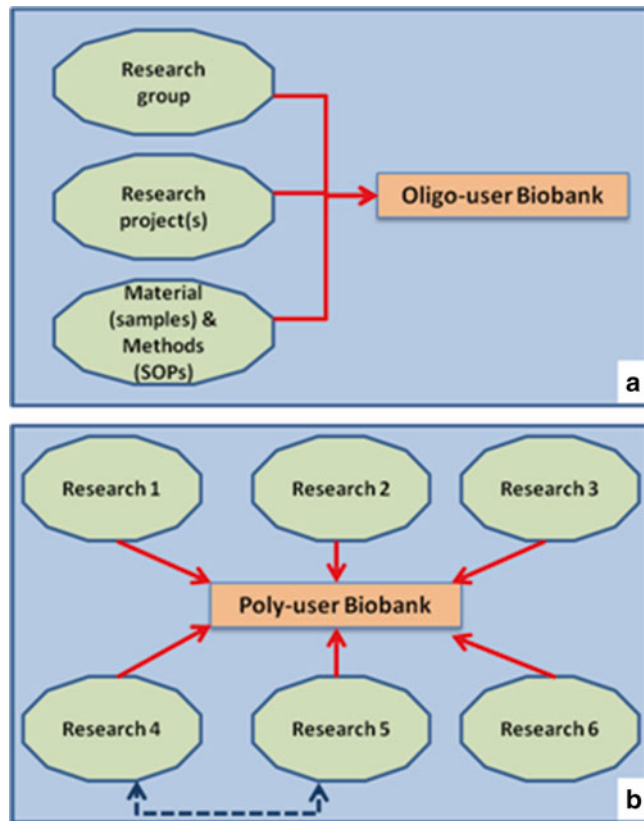 Research
group
Research
project(s)
Oligo-user Biobank
Material
(samples) &
Methods
(SOPs)
a
Research 1
Research 2
Research 3
Poly-user Biobank
Research 4
Research 5
Research 6
b